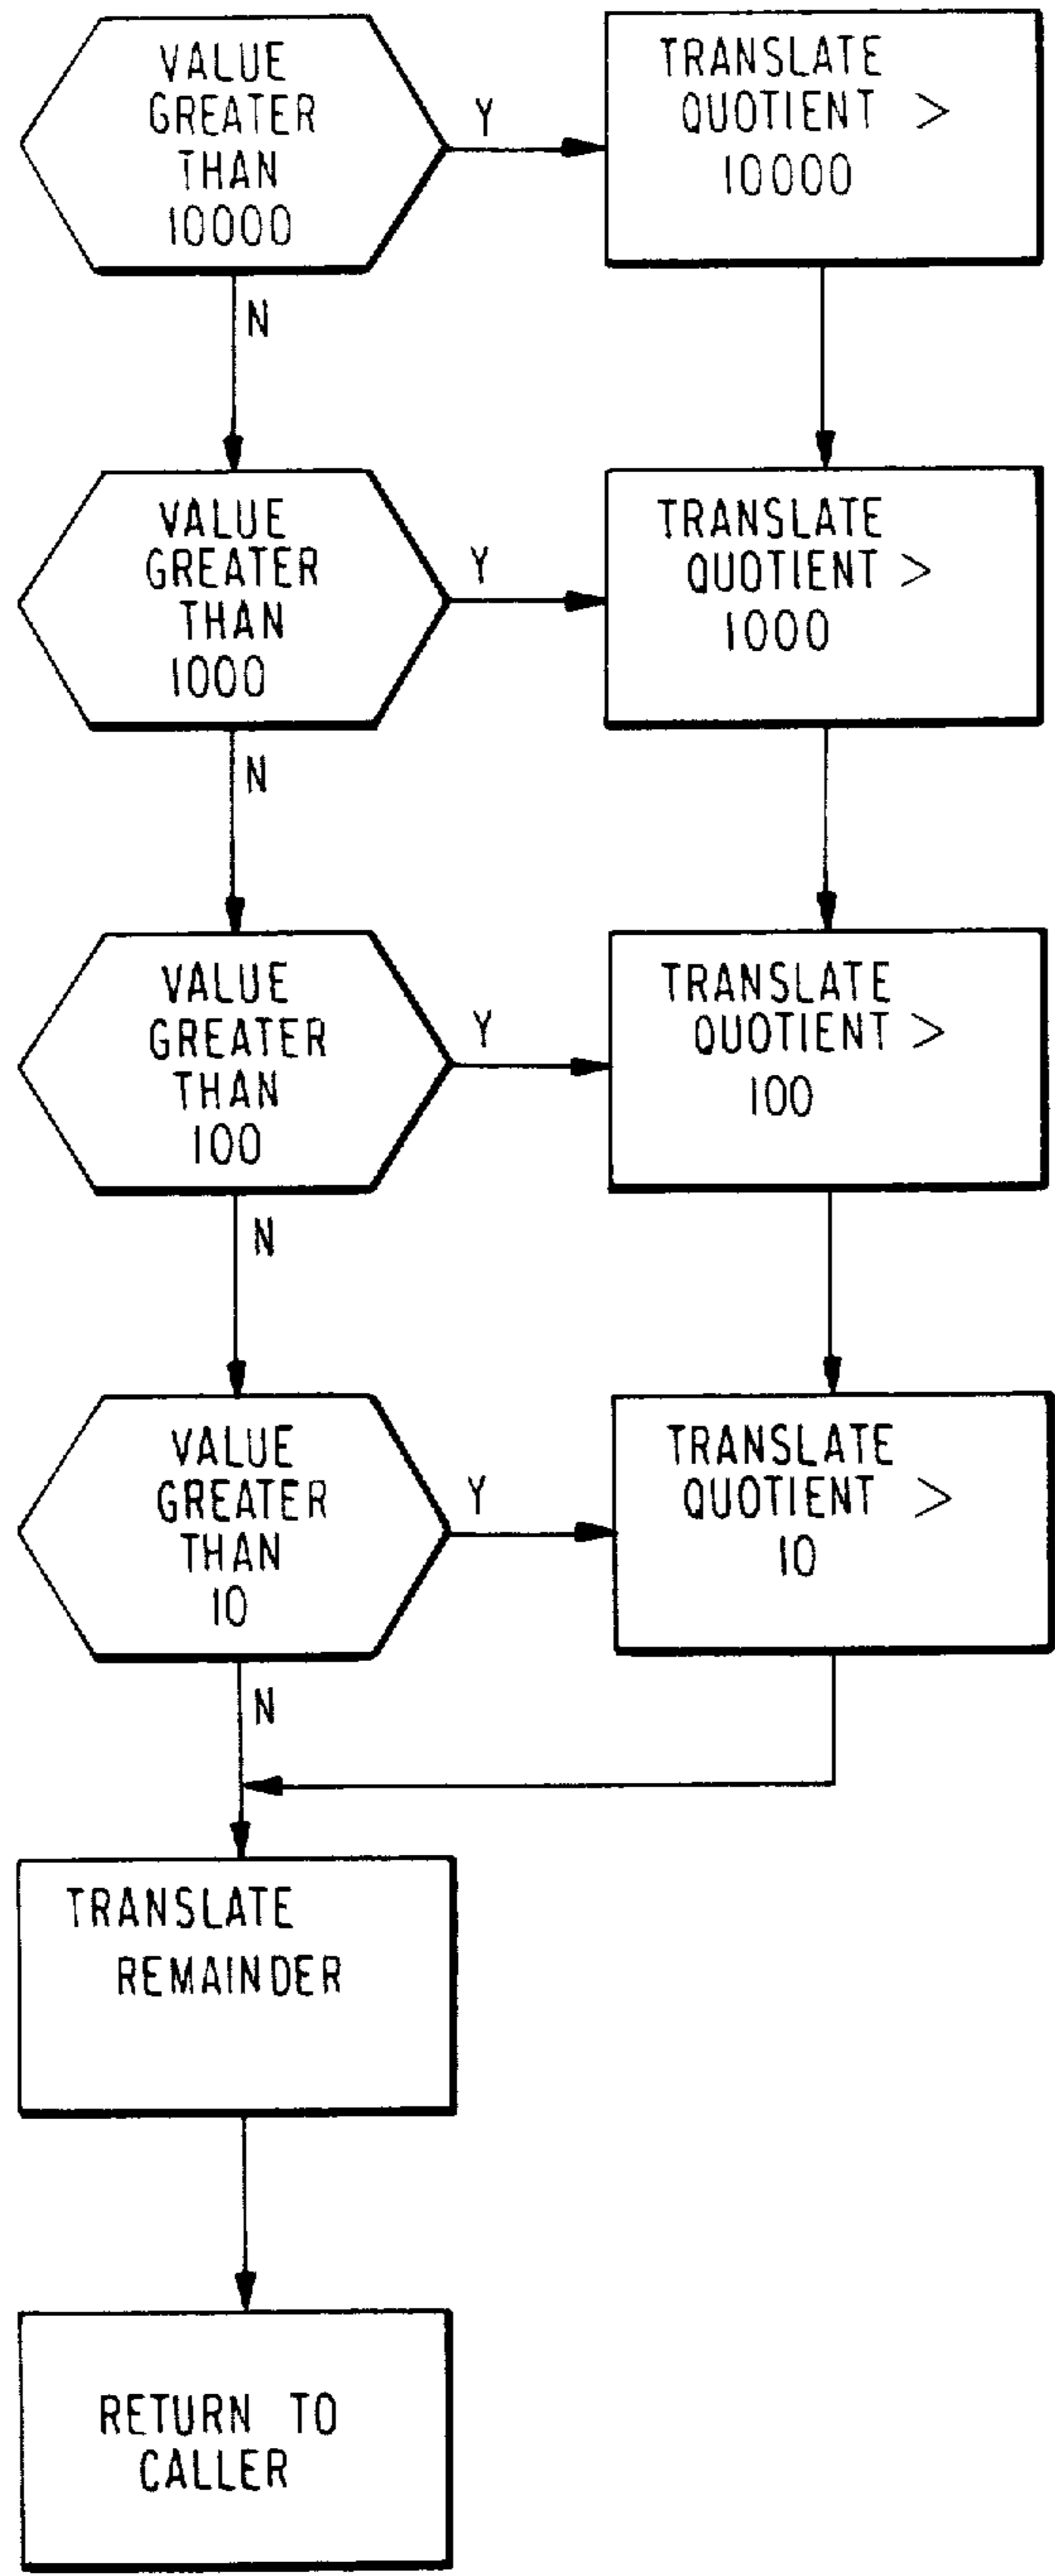 VALUE
GREATER
THAN
10000
Y
TRANSLATE
QUOTIENT >
10000
N
VALUE
GREATER
THAN
1000
Y
TRANSLATE
QUOTIENT >
1000
N
VALUE
GREATER
THAN
100
Y
TRANSLATE
QUOTIENT >
100
N
VALUE
GREATER
THAN
10
Y
TRANSLATE
QUOTIENT >
10
N
TRANSLATE
REMAINDER
RETURN TO
CALLER